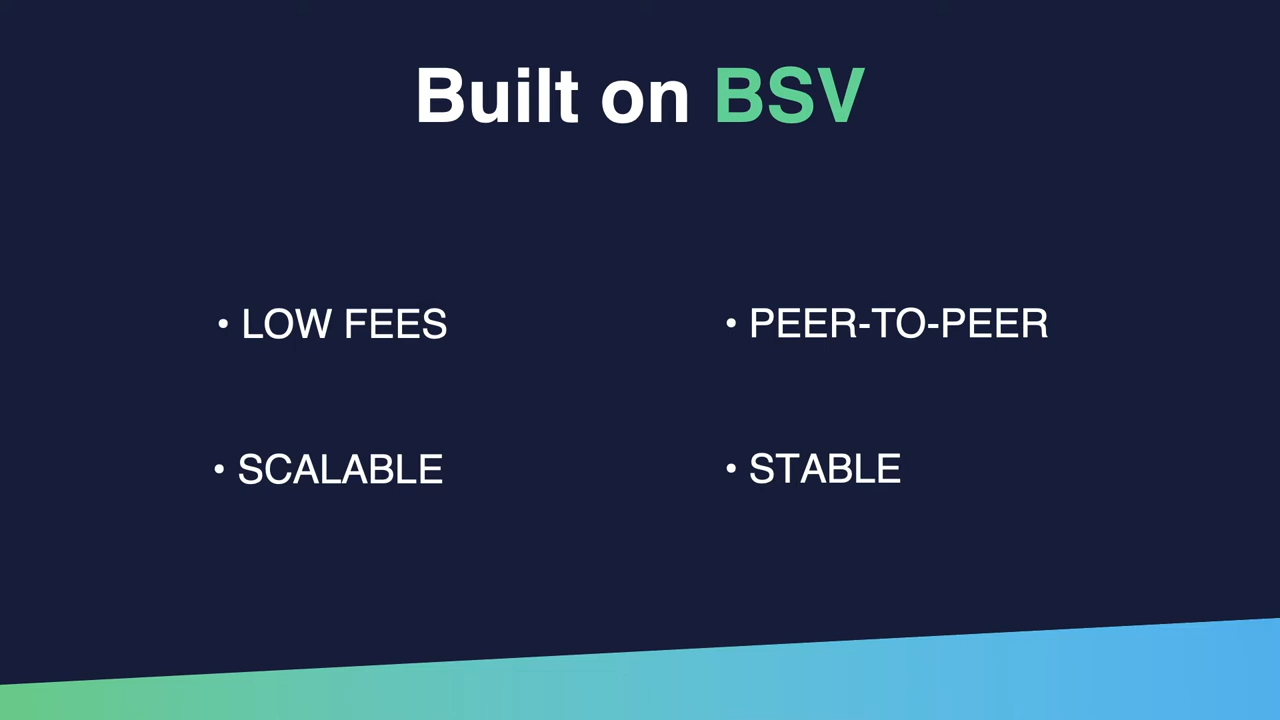 Built on BSV
• LOW FEES
• PEER-TO-PEER
• SCALABLE
• STABLE